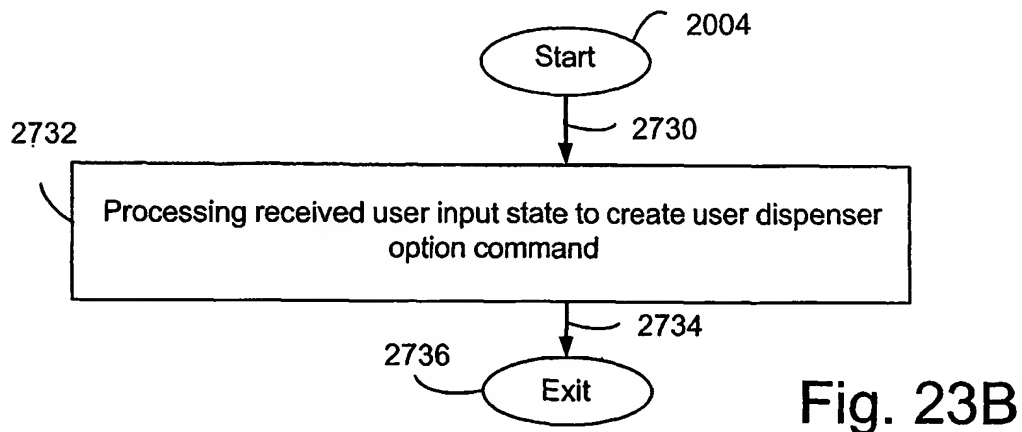 2004
Start
2730
2732
Processing received user input state to create user dispenser
option command
2734
2736
Exit
Fig. 23B